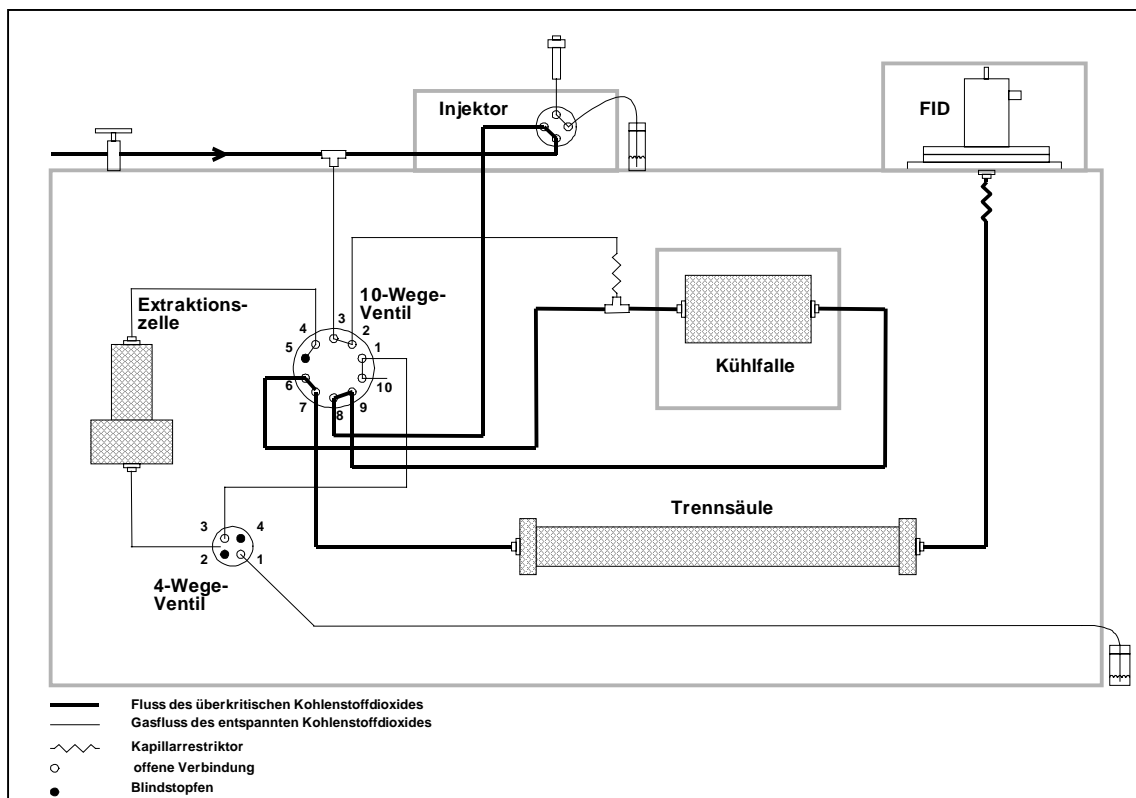 Injektor
FID
10-Wege-
Ventil
Extraktions-
zelle
3
2
4
1
5
10
6
7
8
9
Kühlfalle
Trennsäule
3
4
2
1
4-Wege-
Ventil
Fluss des überkritischen Kohlenstoffdioxides
Gasfluss des entspannten Kohlenstoffdioxides
Kapillarrestriktor
offene Verbindung
Blindstopfen